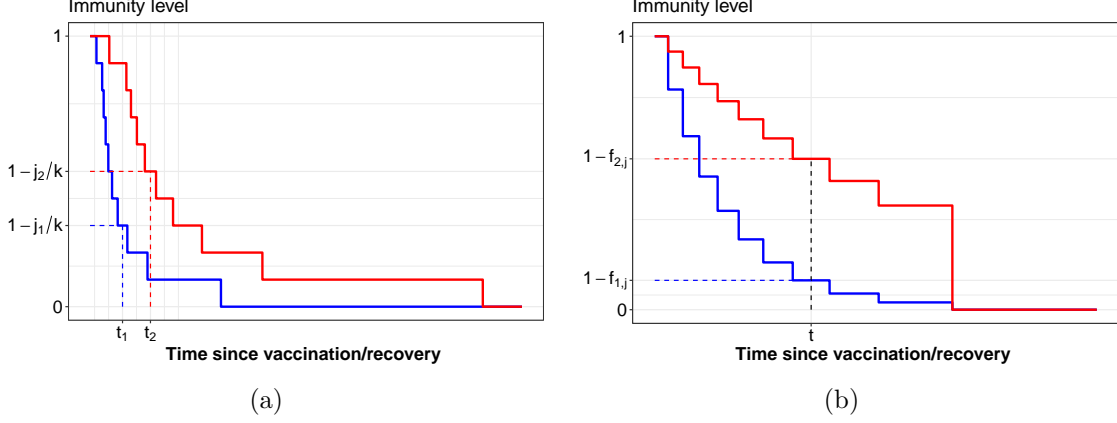 Immunity level
1
1 − j₂/k
1 − j₁/k
0
t₁ t₂
Time since vaccination/recovery
(a)
Immunity level
1
1 − f₂,ⱼ
1 − f₁,ⱼ
0
t
Time since vaccination/recovery
(b)